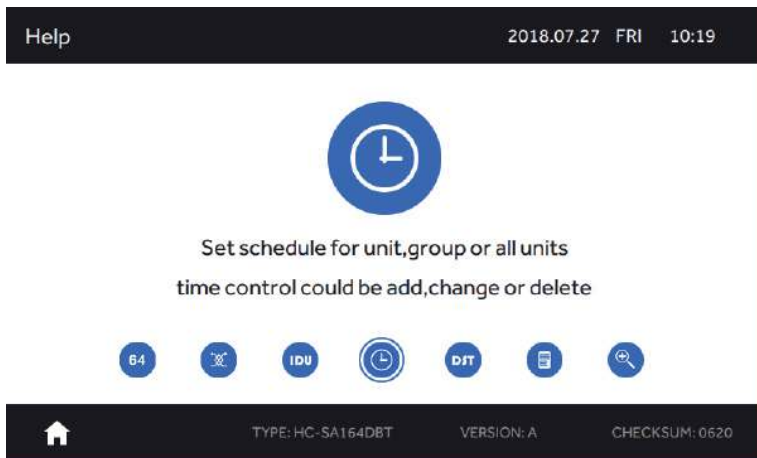 Help 2018.07.27 FRI 10:19
Set schedule for unit,group or all units
time control could be add,change or delete
64 IDU DST
TYPE: HC-SA164DBT VERSION: A CHECKSUM: 0620